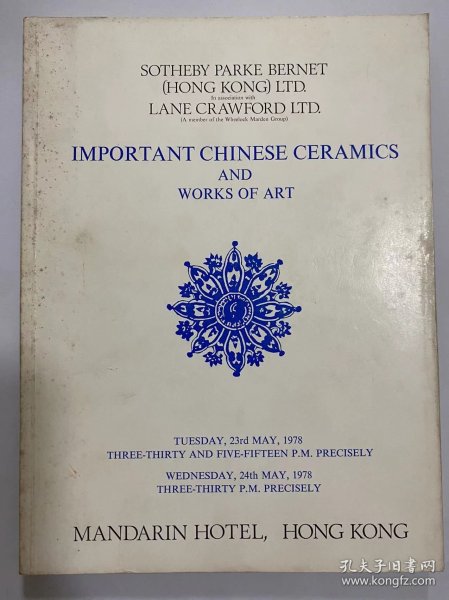 SOTHEBY PARKE BERNET
(HONG KONG) LTD.
In association with
LANE CRAWFORD LTD.
(A member of the Wheelock Marden Group)
IMPORTANT CHINESE CERAMICS
AND
WORKS OF ART
TUESDAY, 23rd MAY, 1978
THREE-THIRTY AND FIVE-FIFTEEN P.M. PRECISELY
WEDNESDAY, 24th MAY, 1978
THREE-THIRTY P.M. PRECISELY
MANDARIN HOTEL, HONG KONG
孔夫子旧书网
www.kongfz.com